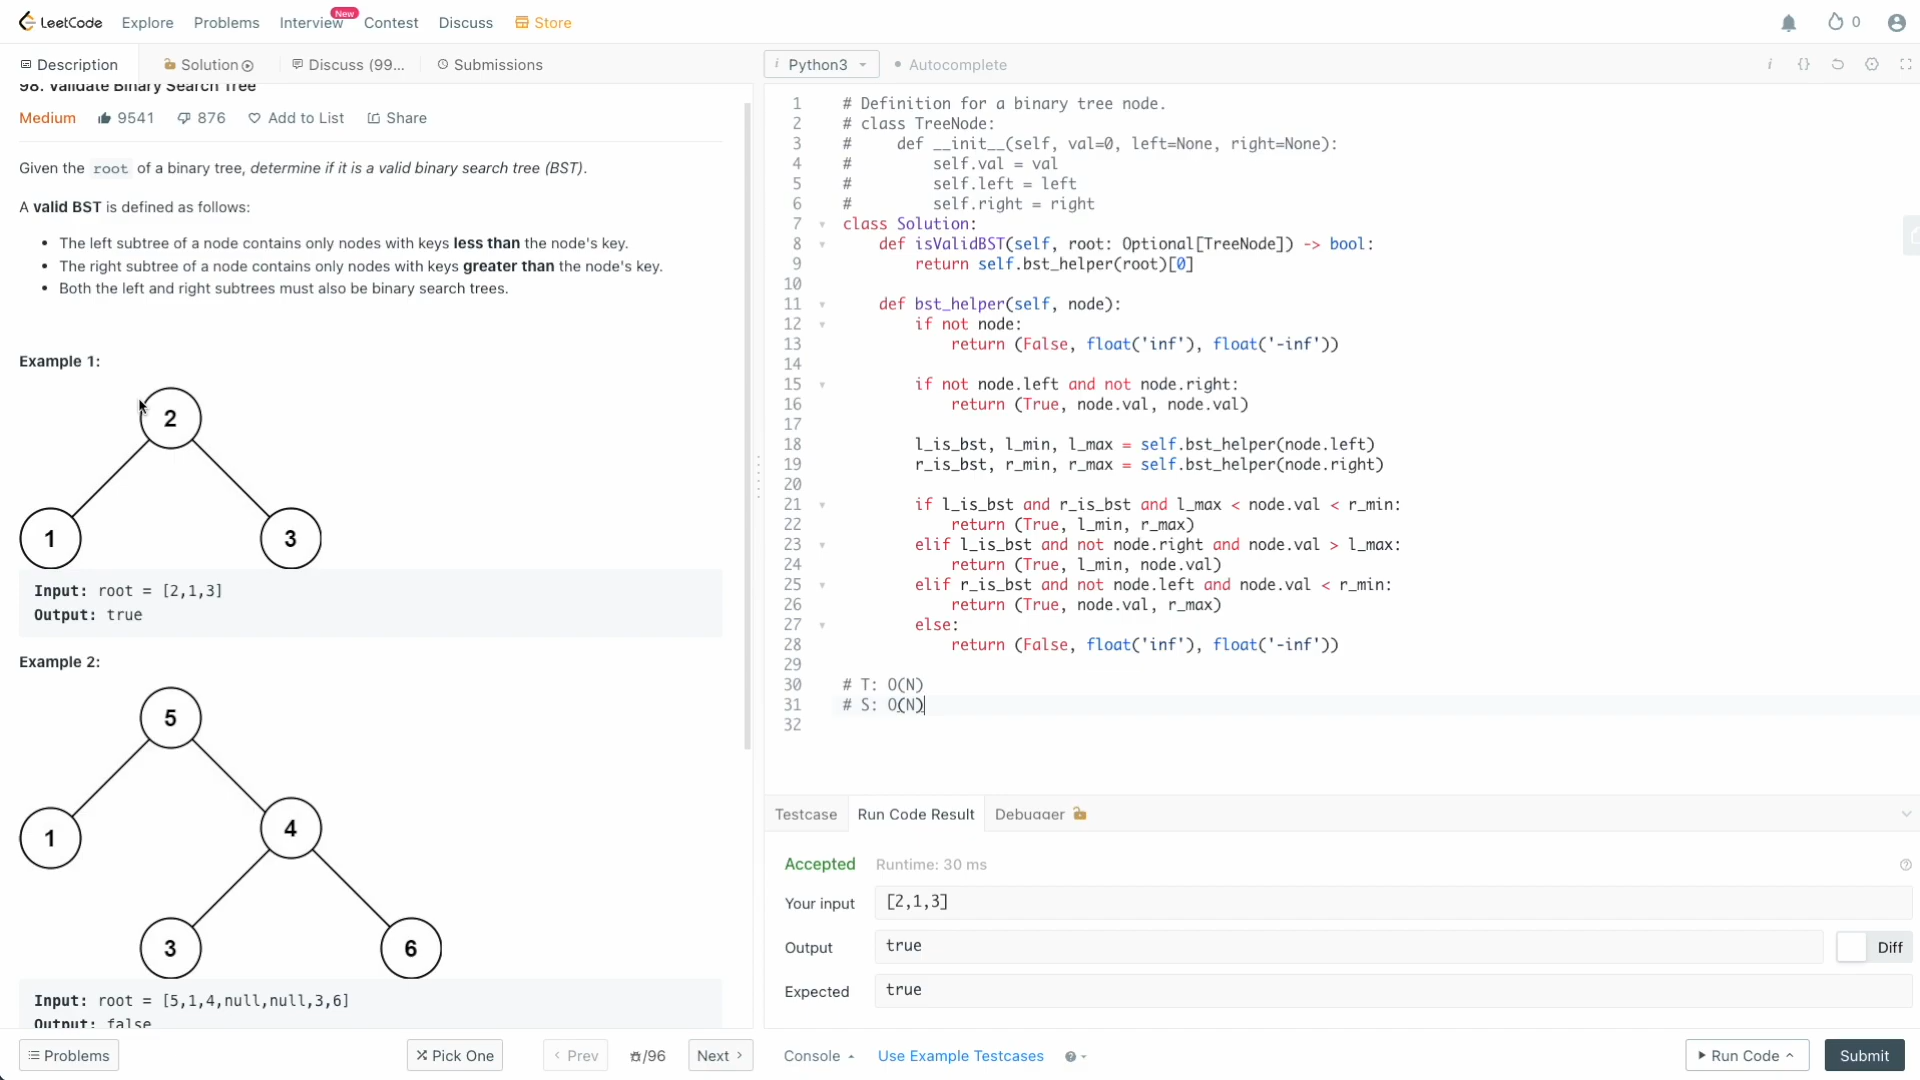 LeetCode Explore Problems Interview New Contest Discuss Store 0
Description Solution Discuss (99... Submissions
98. Validate Binary Search Tree
Medium 9541 876 Add to List Share
Given the root of a binary tree, determine if it is a valid binary search tree (BST).
A valid BST is defined as follows:
• The left subtree of a node contains only nodes with keys less than the node's key.
• The right subtree of a node contains only nodes with keys greater than the node's key.
• Both the left and right subtrees must also be binary search trees.
Example 1:
2
1 3
Input: root = [2,1,3]
Output: true
Example 2:
5
1 4
3 6
Input: root = [5,1,4,null,null,3,6]
Output: false
Problems Pick One < Prev /96 Next >
i Python3 • Autocomplete i {}
1 # Definition for a binary tree node.
2 # class TreeNode:
3 #     def __init__(self, val=0, left=None, right=None):
4 #         self.val = val
5 #         self.left = left
6 #         self.right = right
7 class Solution:
8     def isValidBST(self, root: Optional[TreeNode]) -> bool:
9         return self.bst_helper(root)[0]
10
11     def bst_helper(self, node):
12         if not node:
13             return (False, float('inf'), float('-inf'))
14
15         if not node.left and not node.right:
16             return (True, node.val, node.val)
17
18         l_is_bst, l_min, l_max = self.bst_helper(node.left)
19         r_is_bst, r_min, r_max = self.bst_helper(node.right)
20
21         if l_is_bst and r_is_bst and l_max < node.val < r_min:
22             return (True, l_min, r_max)
23         elif l_is_bst and not node.right and node.val > l_max:
24             return (True, l_min, node.val)
25         elif r_is_bst and not node.left and node.val < r_min:
26             return (True, node.val, r_max)
27         else:
28             return (False, float('inf'), float('-inf'))
29
30 # T: O(N)
31 # S: O(N)
32
Testcase Run Code Result Debugger
Accepted Runtime: 30 ms
Your input [2,1,3]
Output true Diff
Expected true
Console Use Example Testcases Run Code Submit